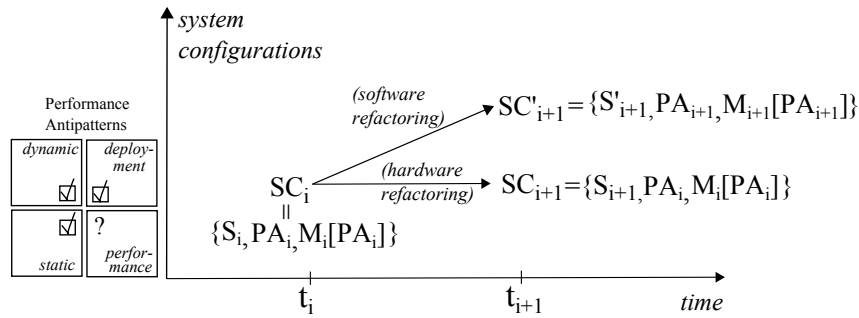 system
configurations
Performance
Antipatterns
dynamic
deploy-
ment
?
static
perfor-
mance
(software
refactoring)
SC'i+1={S'i+1,PAi+1,Mi+1[PAi+1]}
(hardware
refactoring)
SCi
SCi+1={Si+1,PAi,Mi[PAi]}
=
{Si,PAi,Mi[PAi]}
ti
ti+1
time